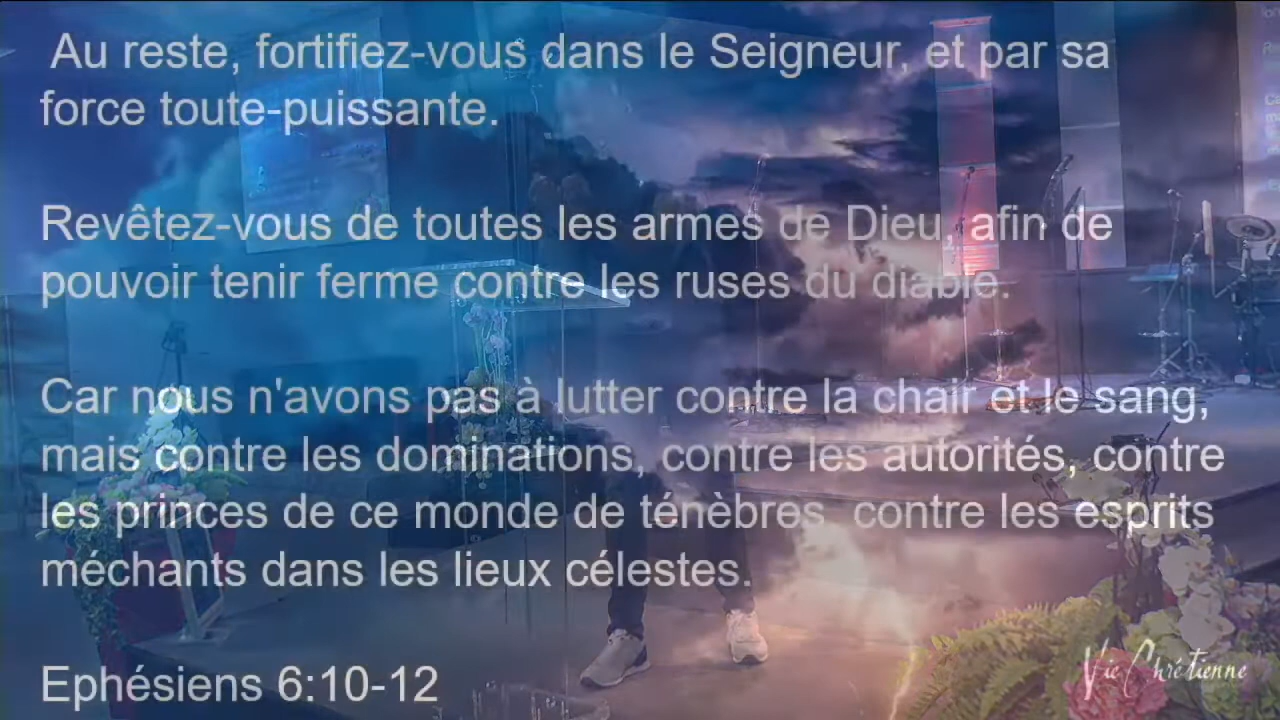 Au reste, fortifiez-vous dans le Seigneur, et par sa
force toute-puissante.
Revêtez-vous de toutes les armes de Dieu, afin de
pouvoir tenir ferme contre les ruses du diable.
Car nous n'avons pas à lutter contre la chair et le sang,
mais contre les dominations, contre les autorités, contre
les princes de ce monde de ténèbres, contre les esprits
méchants dans les lieux célestes.
Ephésiens 6:10-12
Vie Chrétienne